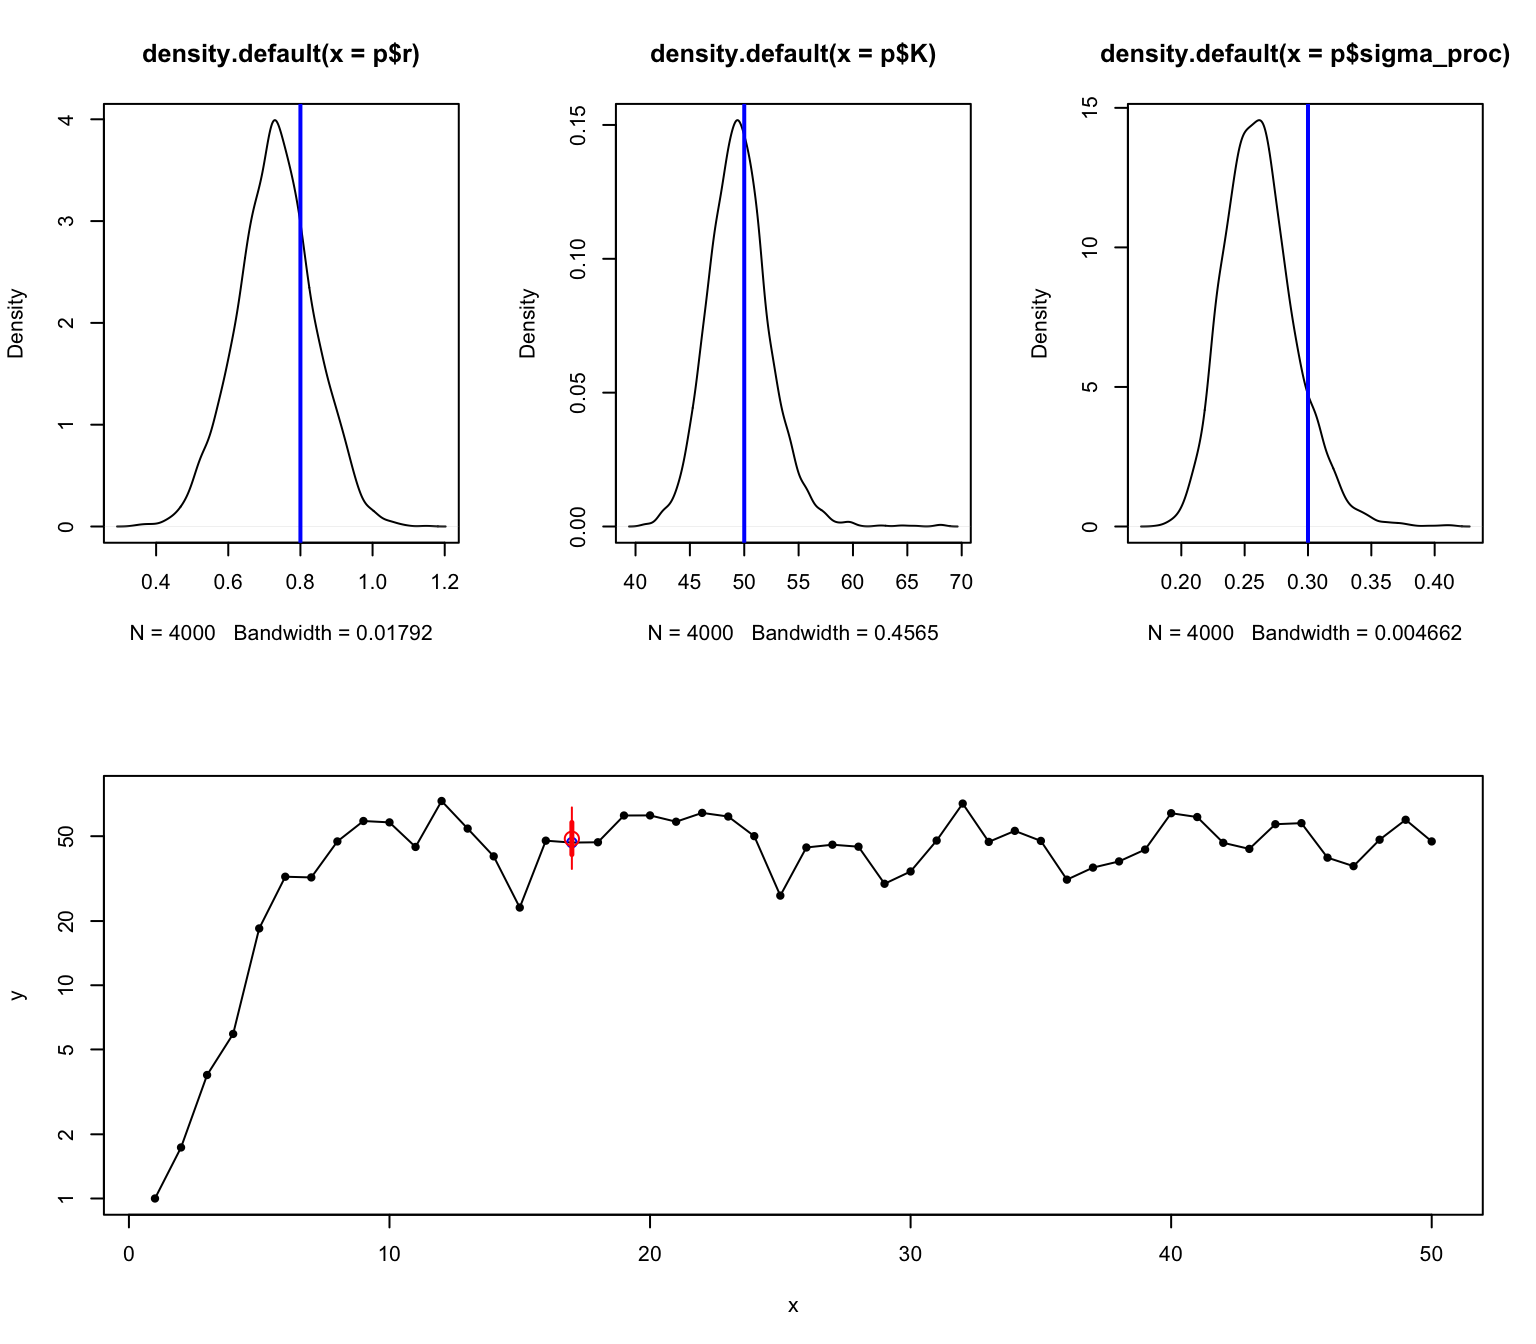 density.default(x = p$r)
Density
0
1
2
3
4
0.4 0.6 0.8 1.0 1.2
N = 4000 Bandwidth = 0.01792
density.default(x = p$K)
Density
0.00
0.05
0.10
0.15
40 45 50 55 60 65 70
N = 4000 Bandwidth = 0.4565
density.default(x = p$sigma_proc)
Density
0
5
10
15
0.20 0.25 0.30 0.35 0.40
N = 4000 Bandwidth = 0.004662
y
1
2
5
10
20
50
0 10 20 30 40 50
x